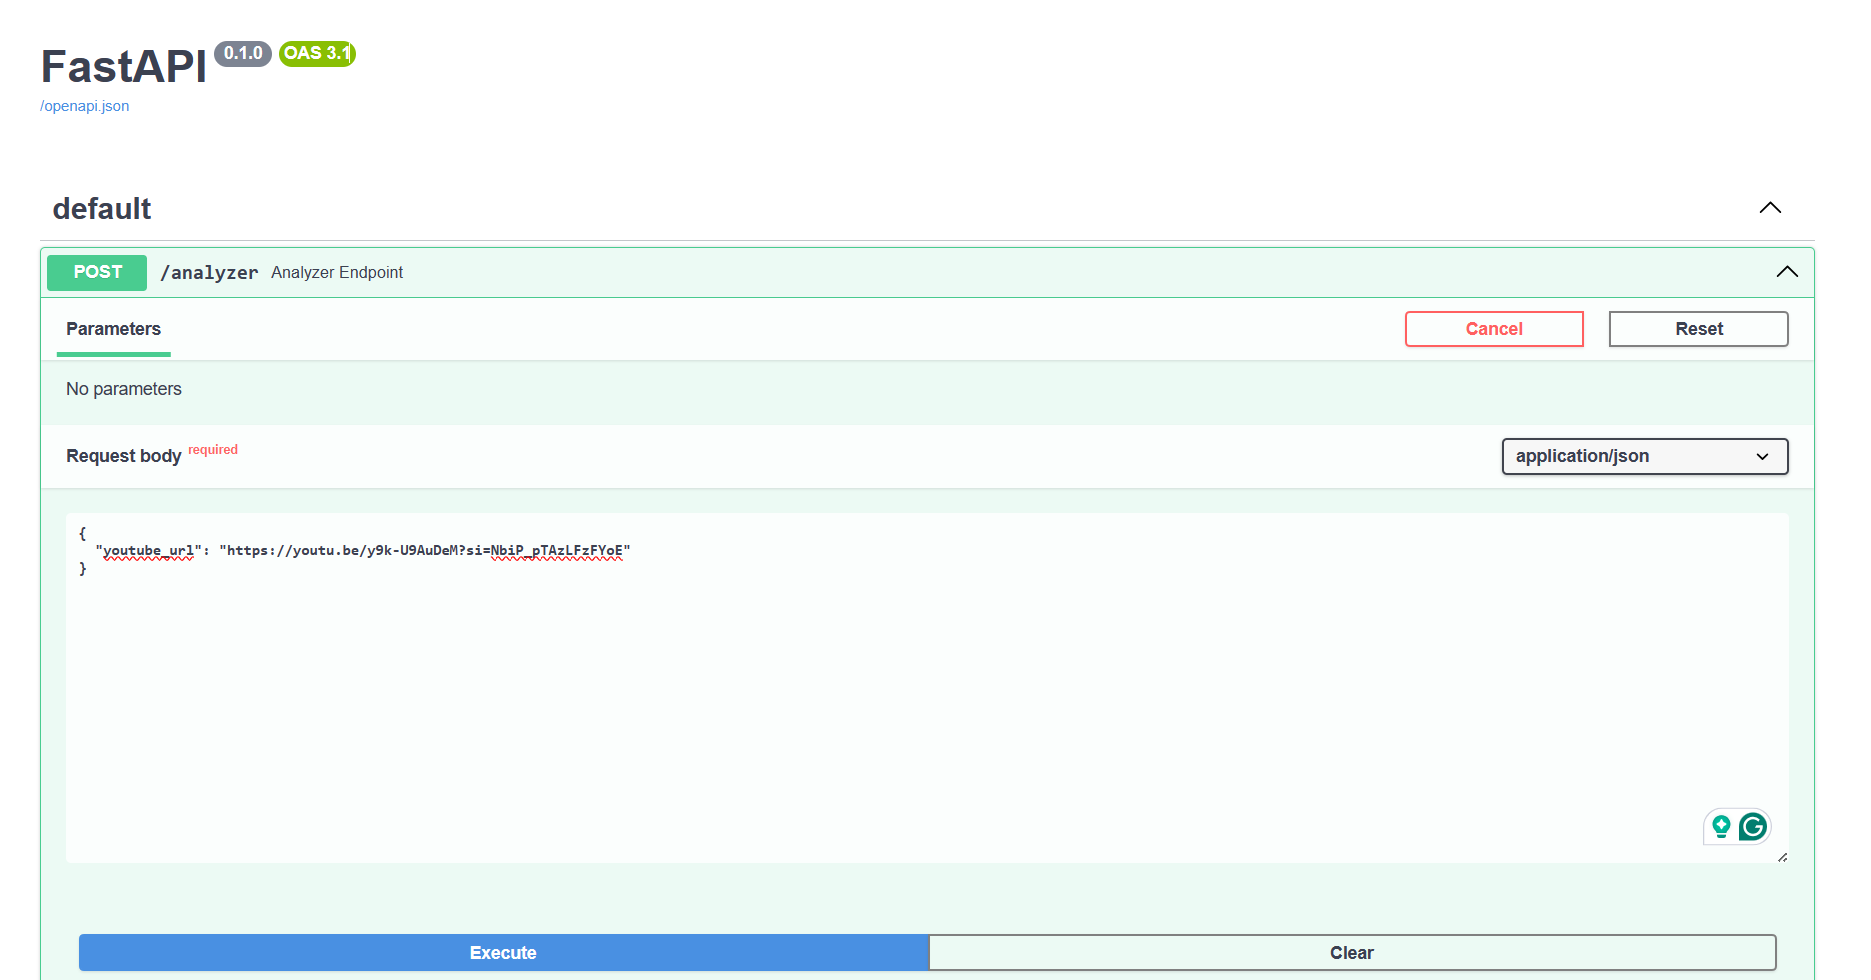 FastAPI 0.1.0 OAS 3.1
/openapi.json
default
POST /analyzer Analyzer Endpoint
Parameters
Cancel
Reset
No parameters
Request body required
application/json
{
  "youtube_url": "https://youtu.be/y9k-U9AuDeM?si=NbiP_pTAzLFzFYoE"
}
Execute
Clear